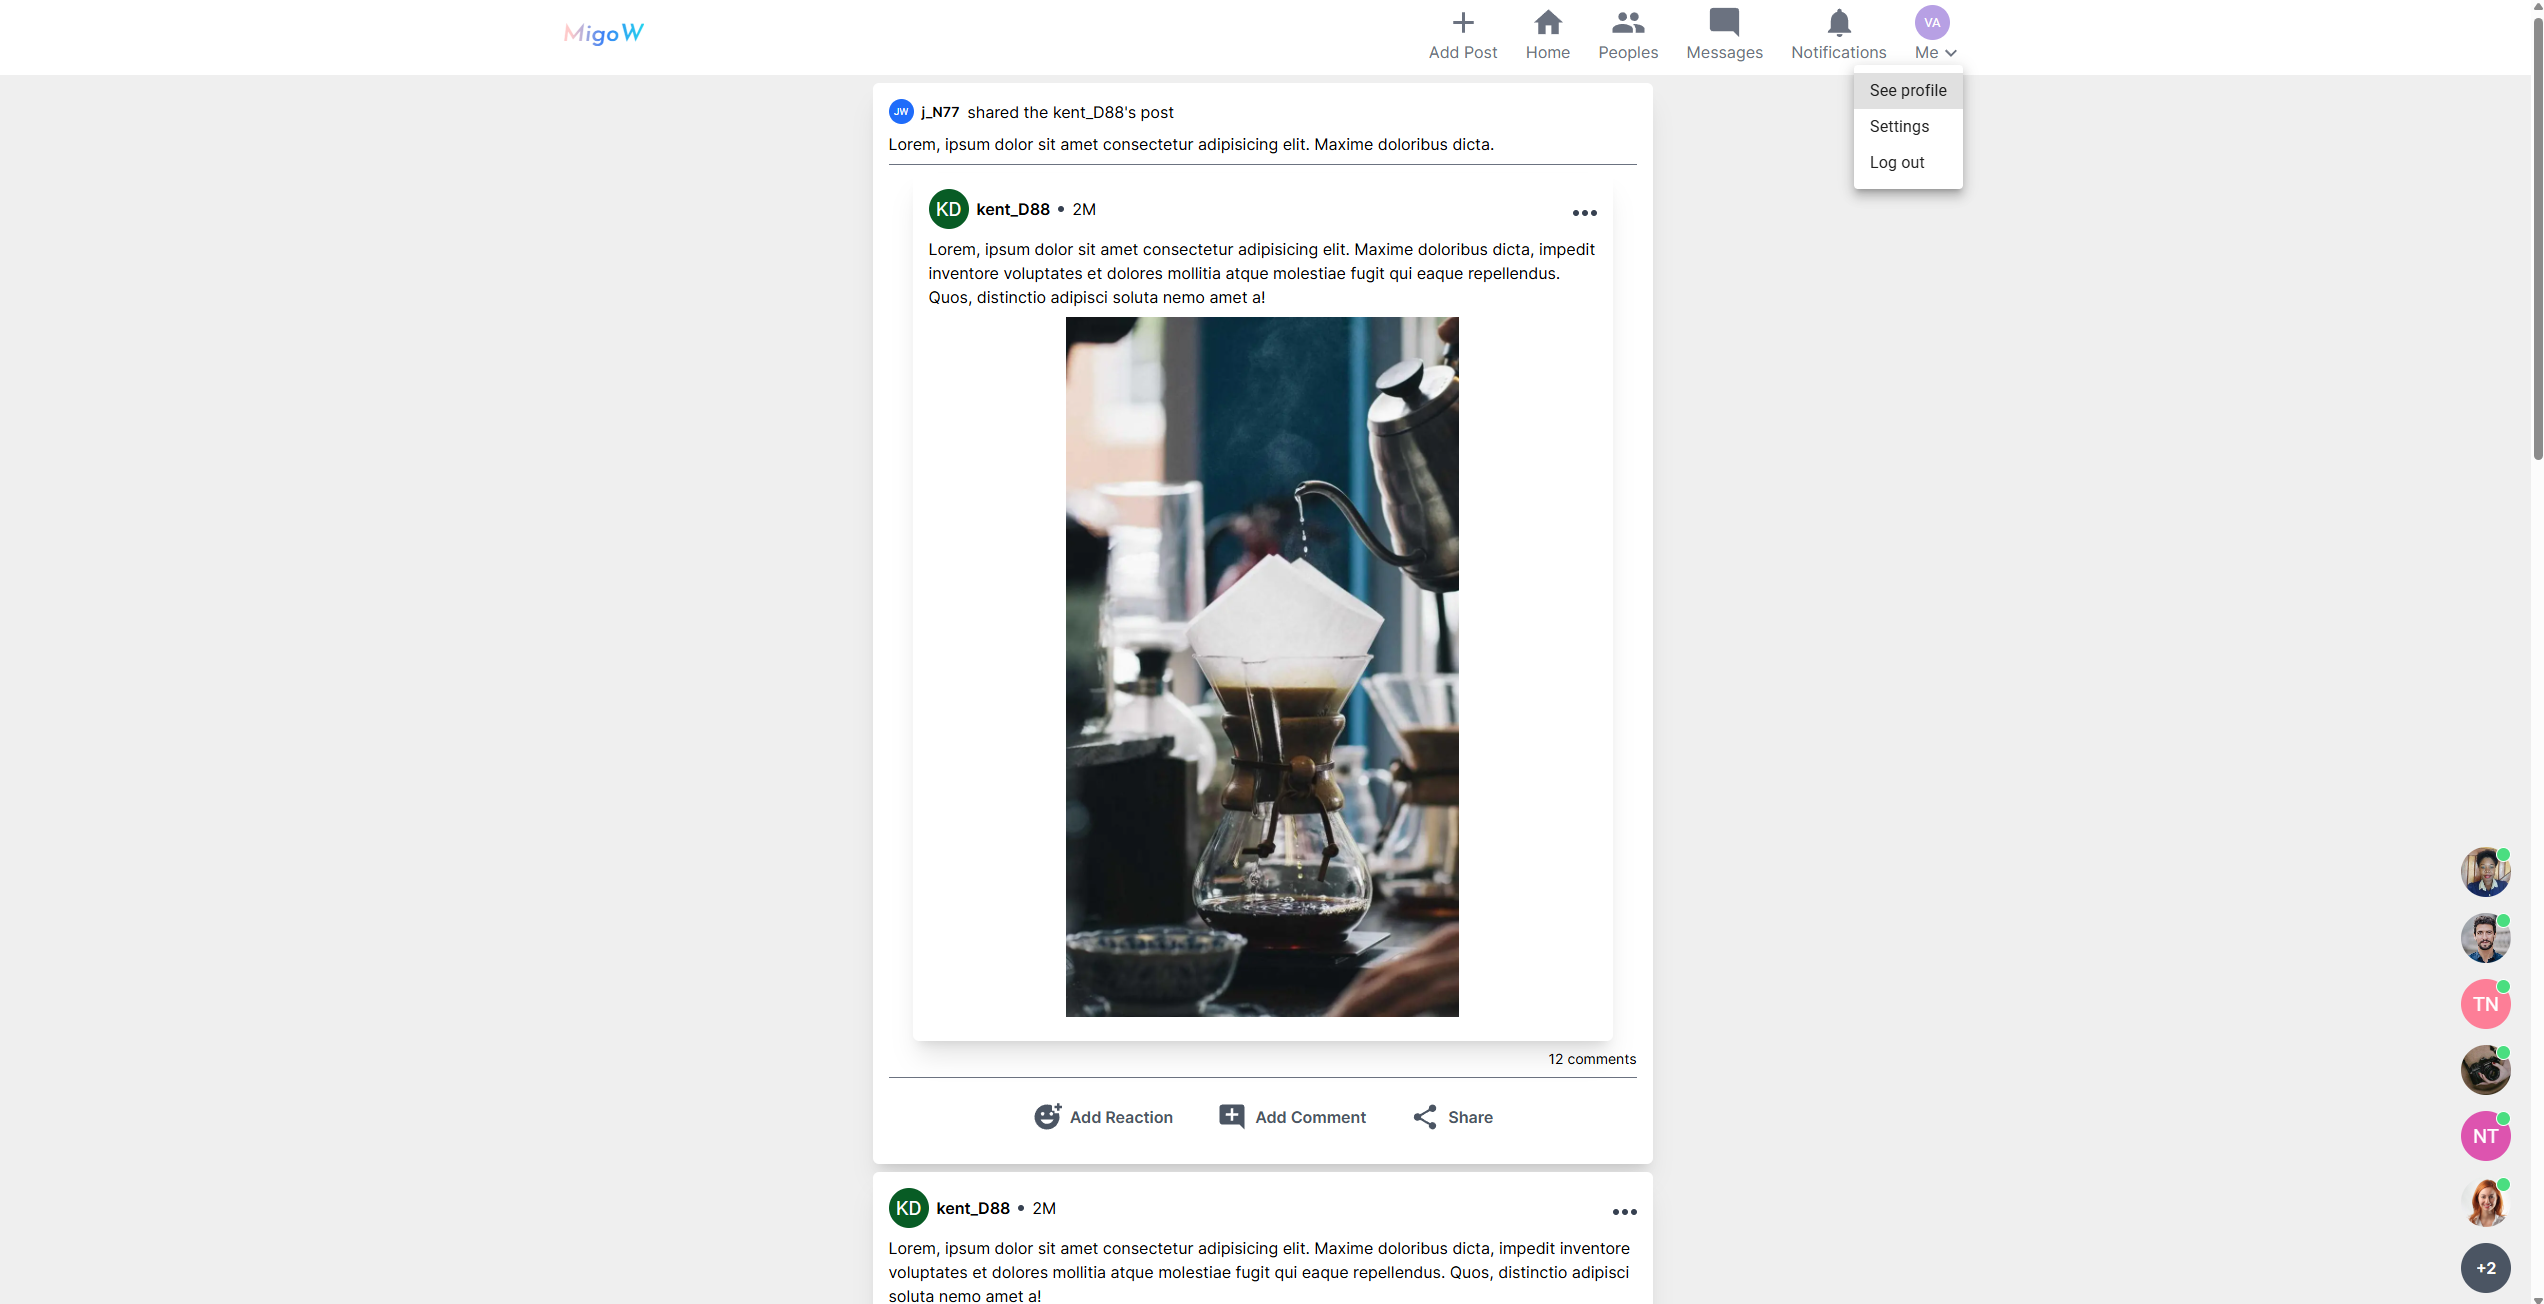 MigoW
Add Post
Home
Peoples
Messages
Notifications
VA
Me
See profile
Settings
Log out
JW j_N77 shared the kent_D88's post
Lorem, ipsum dolor sit amet consectetur adipisicing elit. Maxime doloribus dicta.
KD kent_D88 • 2M
Lorem, ipsum dolor sit amet consectetur adipisicing elit. Maxime doloribus dicta, impedit
inventore voluptates et dolores mollitia atque molestiae fugit qui eaque repellendus.
Quos, distinctio adipisci soluta nemo amet a!
12 comments
Add Reaction
Add Comment
Share
KD kent_D88 • 2M
Lorem, ipsum dolor sit amet consectetur adipisicing elit. Maxime doloribus dicta, impedit inventore
voluptates et dolores mollitia atque molestiae fugit qui eaque repellendus. Quos, distinctio adipisci
soluta nemo amet a!
TN
NT
+2